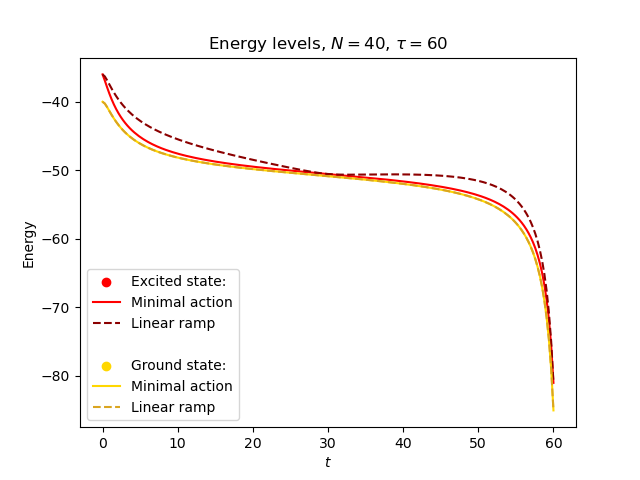 Energy levels, N = 40, τ = 60
Energy
−40
−50
−60
−70
−80
Excited state:
Minimal action
Linear ramp
Ground state:
Minimal action
Linear ramp
0 10 20 30 40 50 60
t